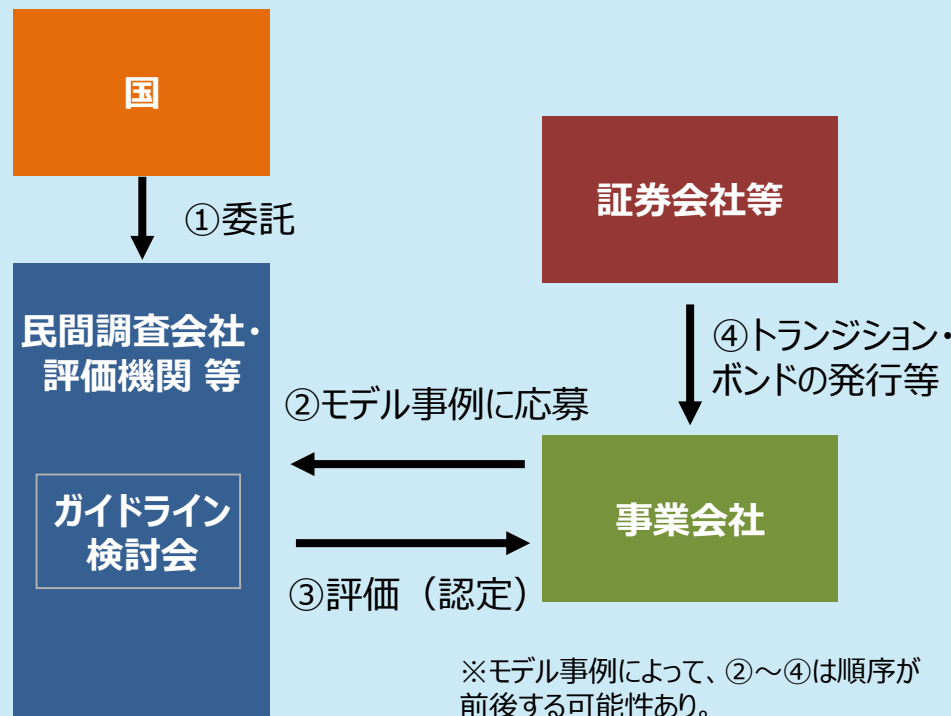 国
①委託
証券会社等
民間調査会社・
評価機関 等
④トランジション・
ボンドの発行等
②モデル事例に応募
ガイドライン
検討会
事業会社
③評価（認定）
※モデル事例によって、②～④は順序が
前後する可能性あり。